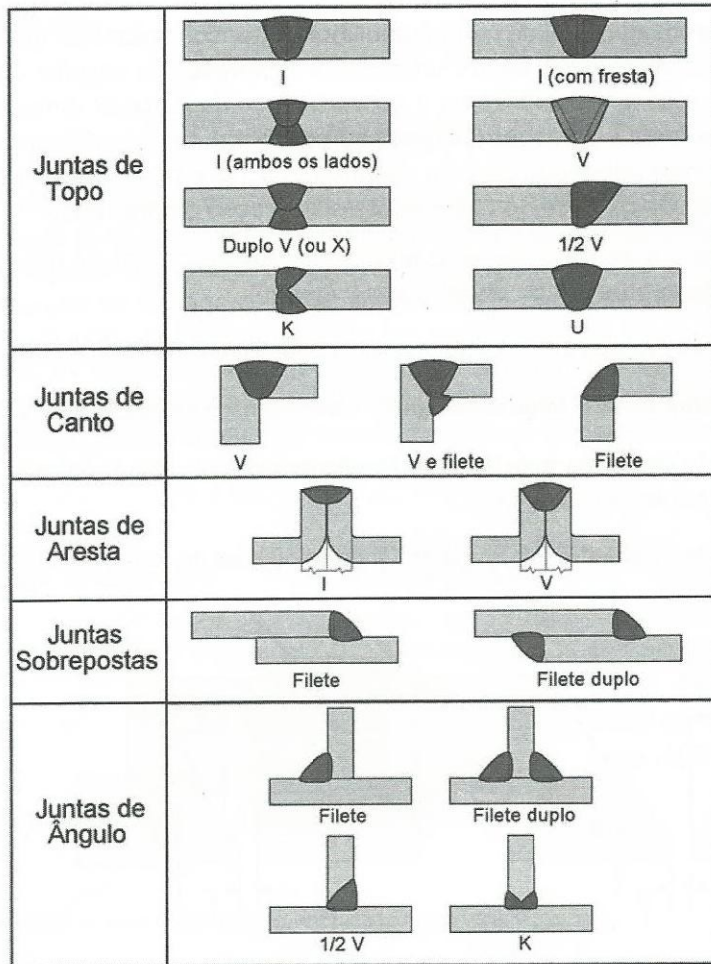 Juntas de
Topo
I
I (com fresta)
I (ambos os lados)
V
Duplo V (ou X)
1/2 V
K
U
Juntas de
Canto
V
V e filete
Filete
Juntas de
Aresta
I
V
Juntas
Sobrepostas
Filete
Filete duplo
Juntas de
Ângulo
Filete
Filete duplo
1/2 V
K